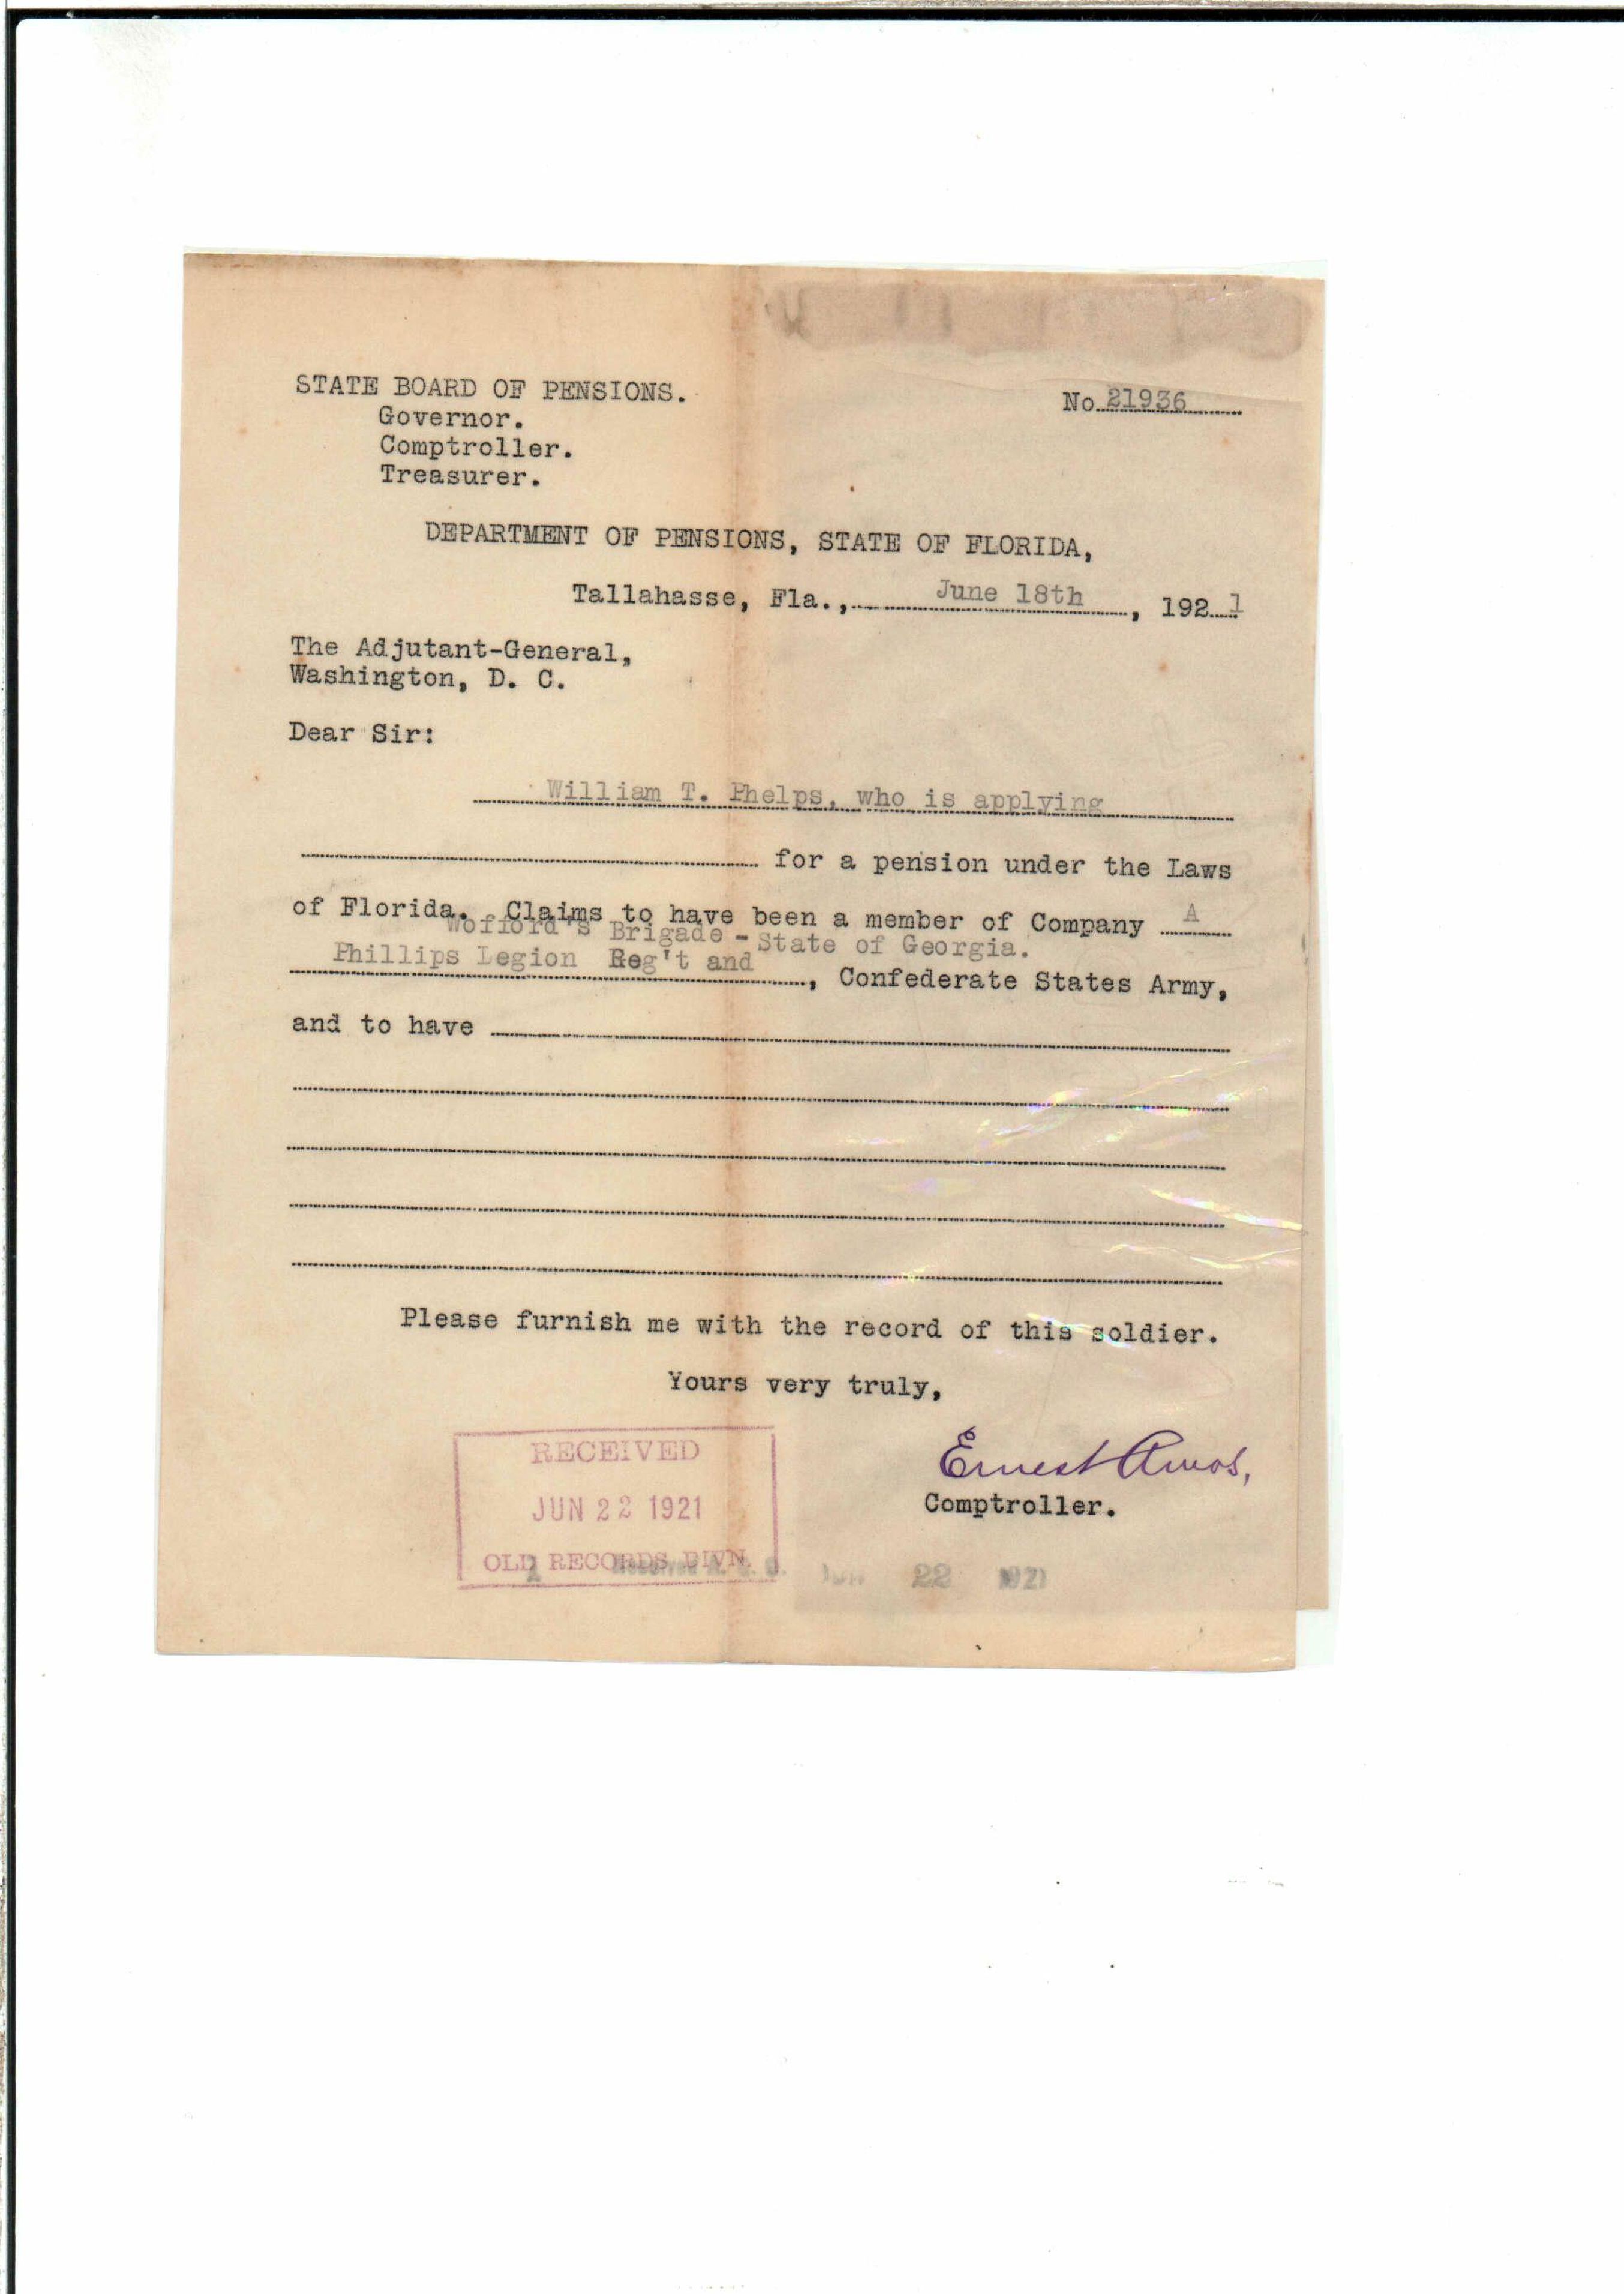 STATE BOARD OF PENSIONS.
Governor.
Comptroller.
Treasurer.
No. 21936
DEPARTMENT OF PENSIONS, STATE OF FLORIDA,
Tallahasse, Fla., June 18th, 1921
The Adjutant-General,
Washington, D. C.
Dear Sir:
William T. Phelps, who is applying
for a pension under the Laws
of Florida. Claims to have been a member of Company A
Wofford's Brigade - State of Georgia.
Phillips Legion Reg't and , Confederate States Army,
and to have
Please furnish me with the record of this soldier.
Yours very truly,
Ernest Amos,
Comptroller.
RECEIVED
JUN 22 1921
OLD RECORDS DIVN.
Received A. G. O. Jun 22 1921